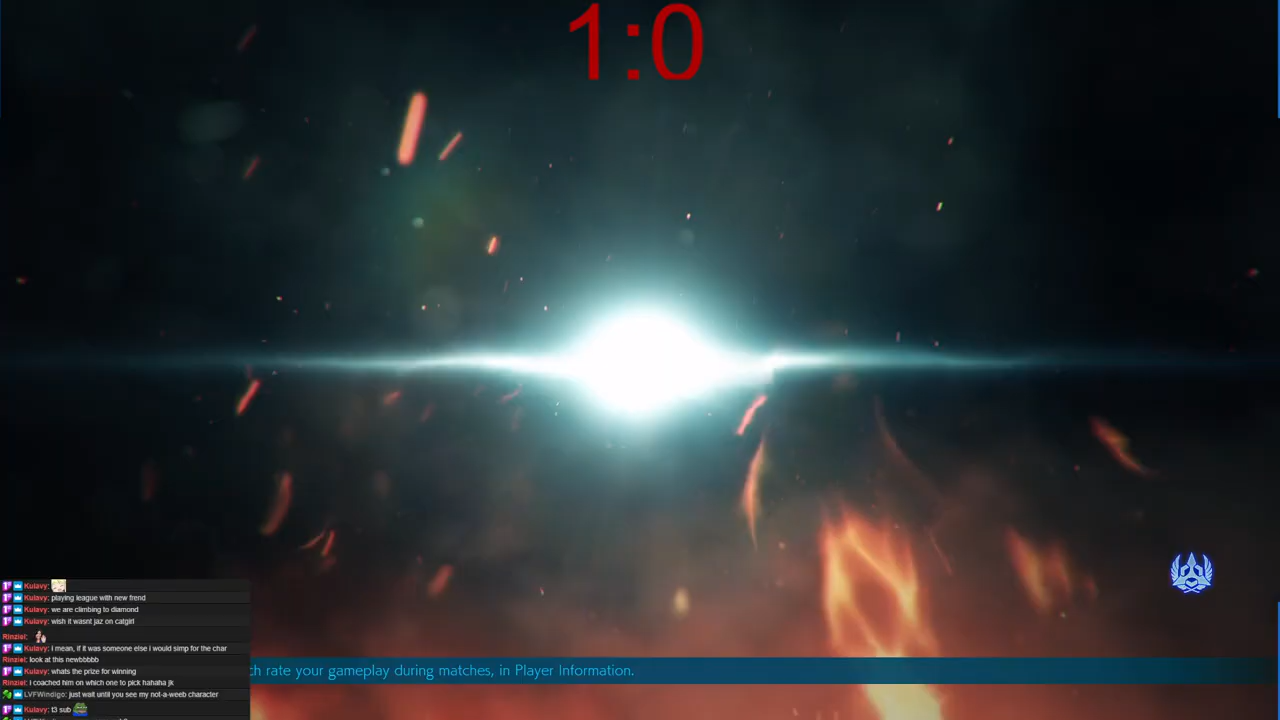 1:0
Kulavy:
Kulavy: playing league with new frend
Kulavy: we are climbing to diamond
Kulavy: wish it wasnt jaz on catgirl
Rinziel:
Kulavy: i mean, if it was someone else i would simp for the char
Rinziel: look at this newbbbbb
ch rate your gameplay during matches, in Player Information.
Kulavy: whats the prize for winning
Rinziel: I coached him on which one to pick hahaha jk
LVFWindigo: just wait until you see my not-a-weeb character
Kulavy: t3 sub